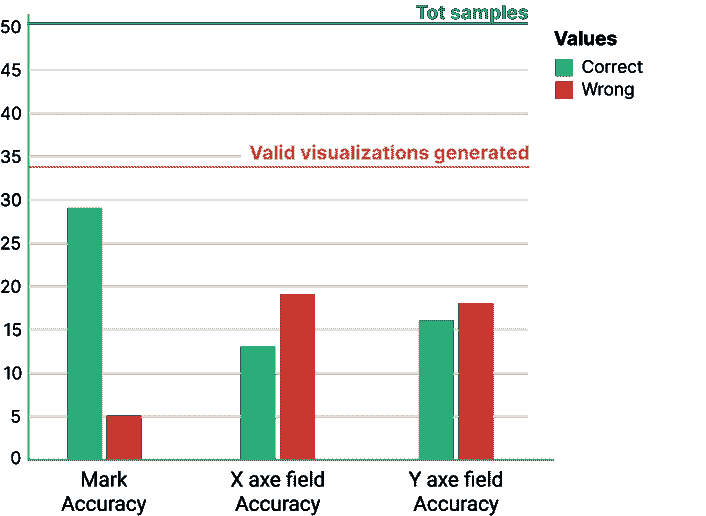 Tot samples
50
45
40
35
30
25
20
15
10
5
0
Valid visualizations generated
Mark
Accuracy
X axe field
Accuracy
Y axe field
Accuracy
Values
Correct
Wrong